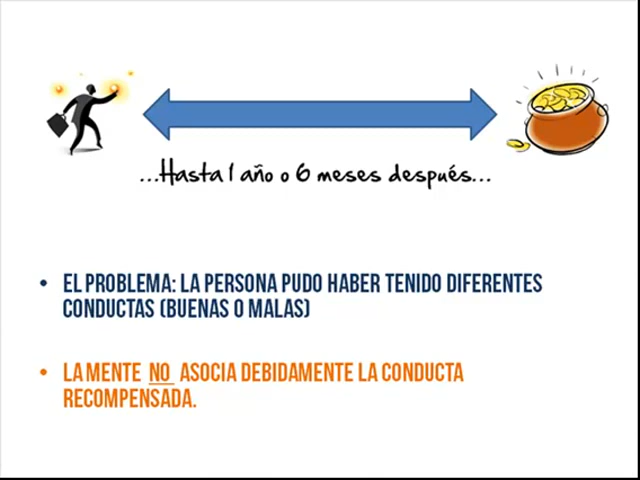 ...Hasta 1 año o 6 meses después...
• EL PROBLEMA: LA PERSONA PUDO HABER TENIDO DIFERENTES
CONDUCTAS (BUENAS O MALAS)
• LA MENTE NO ASOCIA DEBIDAMENTE LA CONDUCTA
RECOMPENSADA.